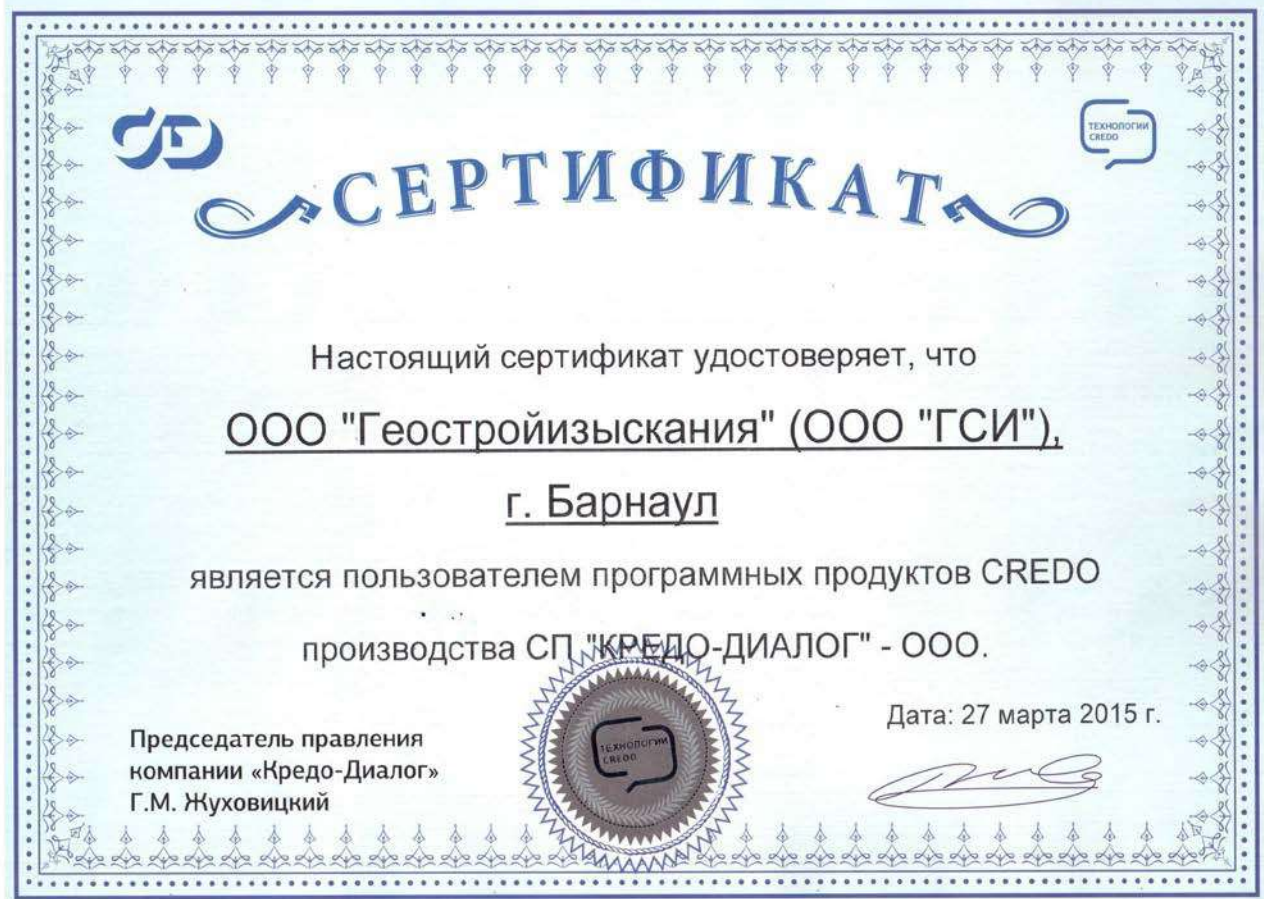 ТЕХНОЛОГИИ
CREDO
СЕРТИФИКАТ
Настоящий сертификат удостоверяет, что
ООО "Геостройизыскания" (ООО "ГСИ"),
г. Барнаул
является пользователем программных продуктов CREDO
производства СП "КРЕДО-ДИАЛОГ" - ООО.
Дата: 27 марта 2015 г.
Председатель правления
компании «Кредо-Диалог»
Г.М. Жуховицкий
ТЕХНОЛОГИИ
CREDO